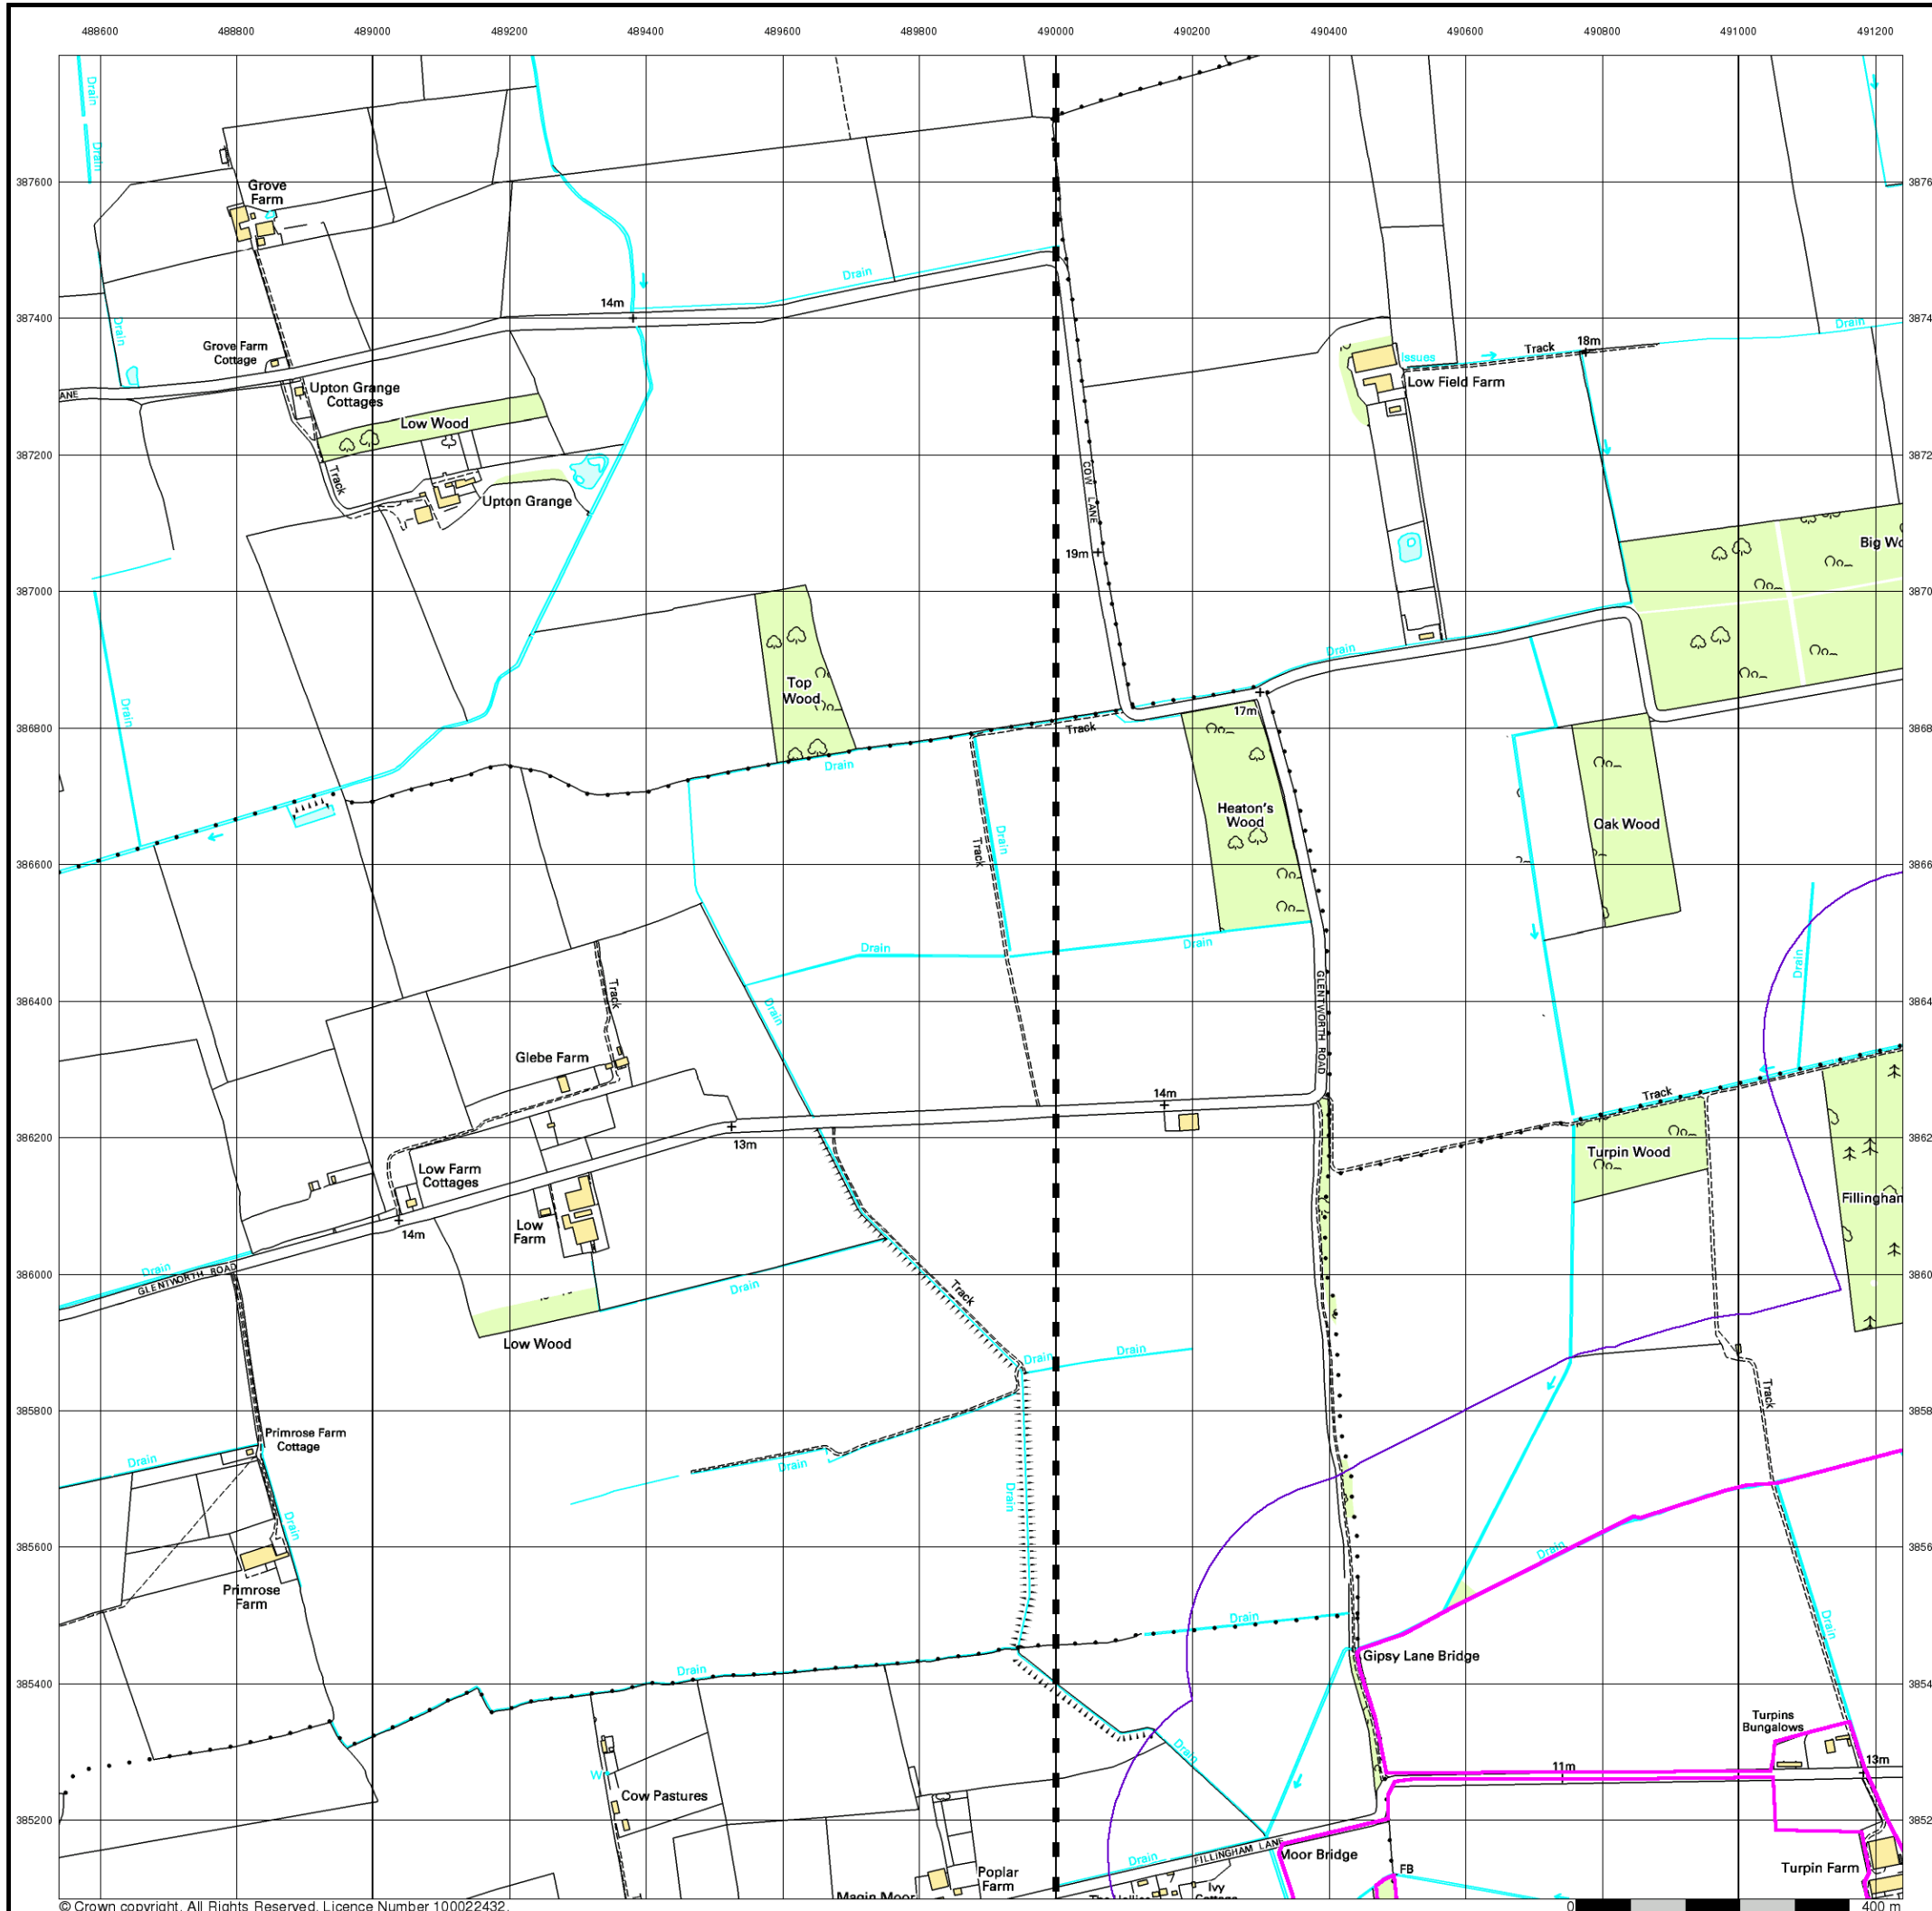 488600 488800 489000 489200 489400 489600 489800 490000 490200 490400 490600 490800 491000 491200
Drain
Drain
387600
Grove
Farm
Drain
14m
387400
Drain
Grove Farm
Cottage
Upton Grange
Cottages
ANE
Low Wood
Issues
Track
18m
Drain
Low Field Farm
387200
Track
Upton Grange
COW LANE
19m
Big Wo
387000
Drain
Top
Wood
Drain
386800
17m
Track
Drain
Heaton's
Wood
Oak Wood
386600
Track
Drain
Drain
Drain
Drain
Track
Drain
GLENTWORTH ROAD
386400
Glebe Farm
14m
Track
386200
13m
Turpin Wood
Low Farm
Cottages
Fillinghan
Low
Farm
14m
386000
Drain
GLENTWORTH ROAD
Drain
Track
Low Wood
Drain
Drain
Track
385800
Primrose Farm
Cottage
Drain
Drain
Drain
Drain
385600
Drain
Primrose
Farm
Drain
Drain
Gipsy Lane Bridge
Drain
385400
Turpins
Bungalows
Drain
W
11m
13m
Cow Pastures
385200
FILLINGHAM LANE
Moor Bridge
Drain
FB
Turpin Farm
Poplar
Farm
Ivy
© Crown copyright. All Rights Reserved. Licence Number 100022432.
0 400 m